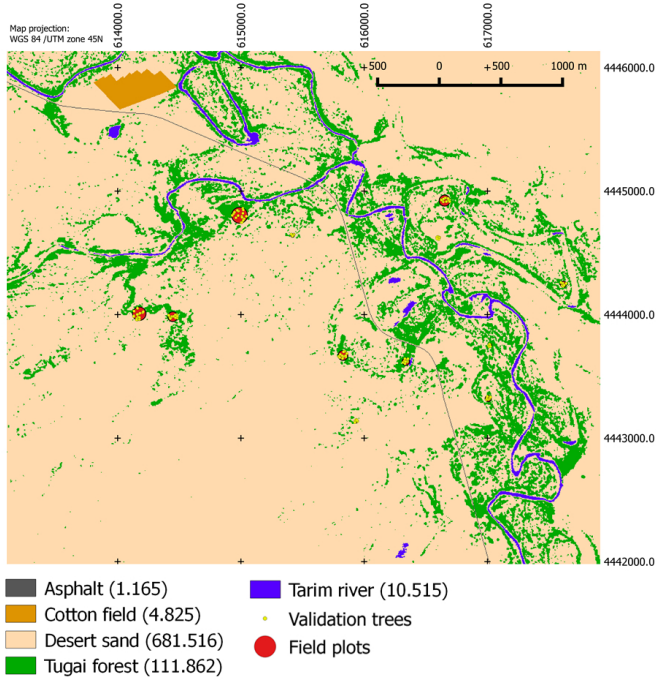 Map projection:
WGS 84 /UTM zone 45N
614000.0
615000.0
616000.0
617000.0
+500 0 +500 1000 m
4446000.0
4445000.0
4444000.0
4443000.0
4442000.0
Asphalt (1.165)
Cotton field (4.825)
Desert sand (681.516)
Tugai forest (111.862)
Tarim river (10.515)
Validation trees
Field plots